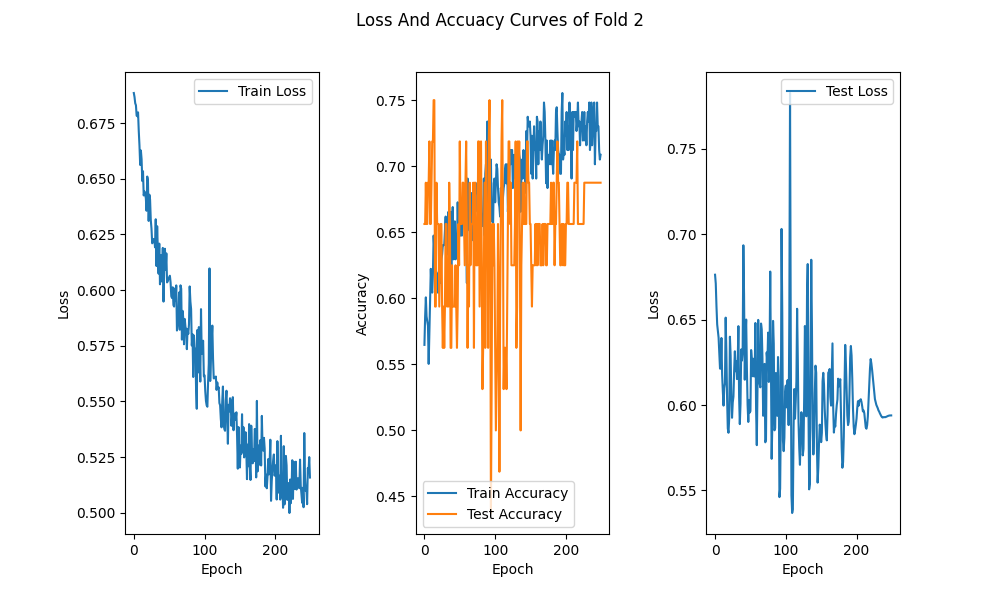 Loss And Accuacy Curves of Fold 2
Train Loss
0.675
0.650
0.625
0.600
0.575
0.550
0.525
0.500
Loss
0 100 200
Epoch
0.75
0.70
0.65
0.60
0.55
0.50
0.45
Accuracy
Train Accuracy
Test Accuracy
0 100 200
Epoch
Test Loss
0.75
0.70
0.65
0.60
0.55
Loss
0 100 200
Epoch